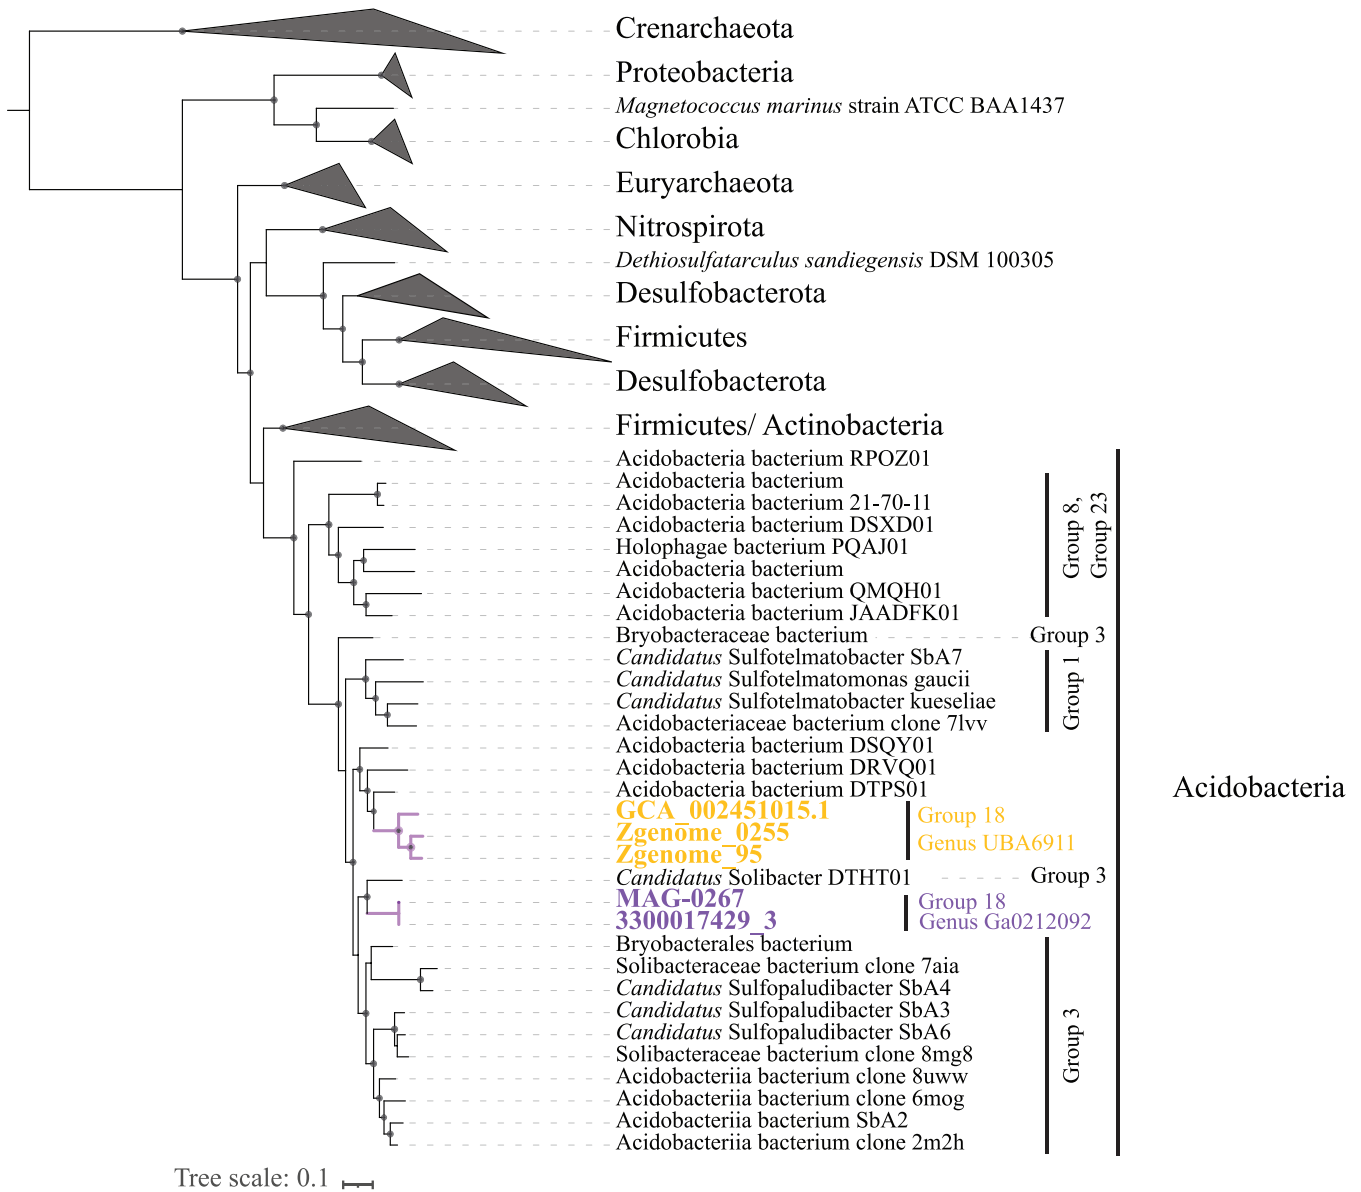 Crenarchaeota
Proteobacteria
Magnetococcus marinus strain ATCC BAA1437
Chlorobia
Euryarchaeota
Nitrospirota
Dethiosulfatarculus sandiegensis DSM 100305
Desulfobacterota
Firmicutes
Desulfobacterota
Firmicutes/ Actinobacteria
Acidobacteria bacterium RPOZ01
Acidobacteria bacterium
Acidobacteria bacterium 21-70-11
Acidobacteria bacterium DSXD01
Holophagae bacterium PQAJ01
Acidobacteria bacterium
Acidobacteria bacterium QMQH01
Acidobacteria bacterium JAADFK01
Group 8,
Group 23
Bryobacteraceae bacterium Group 3
Candidatus Sulfotelmatobacter SbA7
Candidatus Sulfotelmatomonas gaucii
Candidatus Sulfotelmatobacter kueseliae
Acidobacteriaceae bacterium clone 7lvv
Group 1
Acidobacteria bacterium DSQY01
Acidobacteria bacterium DRVQ01
Acidobacteria bacterium DTPS01
Acidobacteria
GCA_002451015.1 Group 18
Zgenome_0255 Genus UBA6911
Zgenome_95
Candidatus Solibacter DTHT01 Group 3
MAG-0267 Group 18
3300017429_3 Genus Ga0212092
Bryobacterales bacterium
Solibacteraceae bacterium clone 7aia
Candidatus Sulfopaludibacter SbA4
Candidatus Sulfopaludibacter SbA3
Candidatus Sulfopaludibacter SbA6
Solibacteraceae bacterium clone 8mg8
Acidobacteriia bacterium clone 8uww
Acidobacteriia bacterium clone 6mog
Acidobacteriia bacterium SbA2
Acidobacteriia bacterium clone 2m2h
Group 3
Tree scale: 0.1